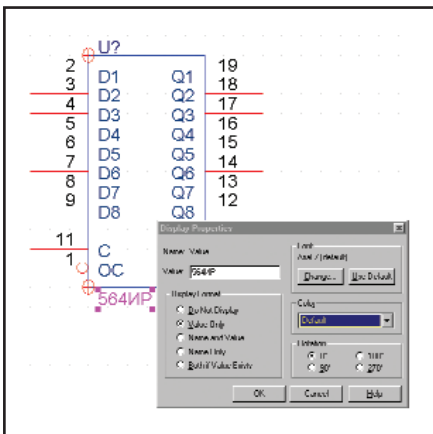 U?
2 D1 Q1 19
3 D2 Q2 18
4 D3 Q3 17
5 D4 Q4 16
6 D5 Q5 15
7 D6 Q6 14
8 D7 Q7 13
9 D8 Q8 12
11 C
1 OC
564ИР
Display Properties
Name: Value
Value: 564ИР
Font
Arial 7 (default)
Change... Use Default
Display Format
Do Not Display
Value Only
Name and Value
Name Only
Both if Value Exists
Color
Default
Rotation
0° 180°
90° 270°
OK Cancel Help